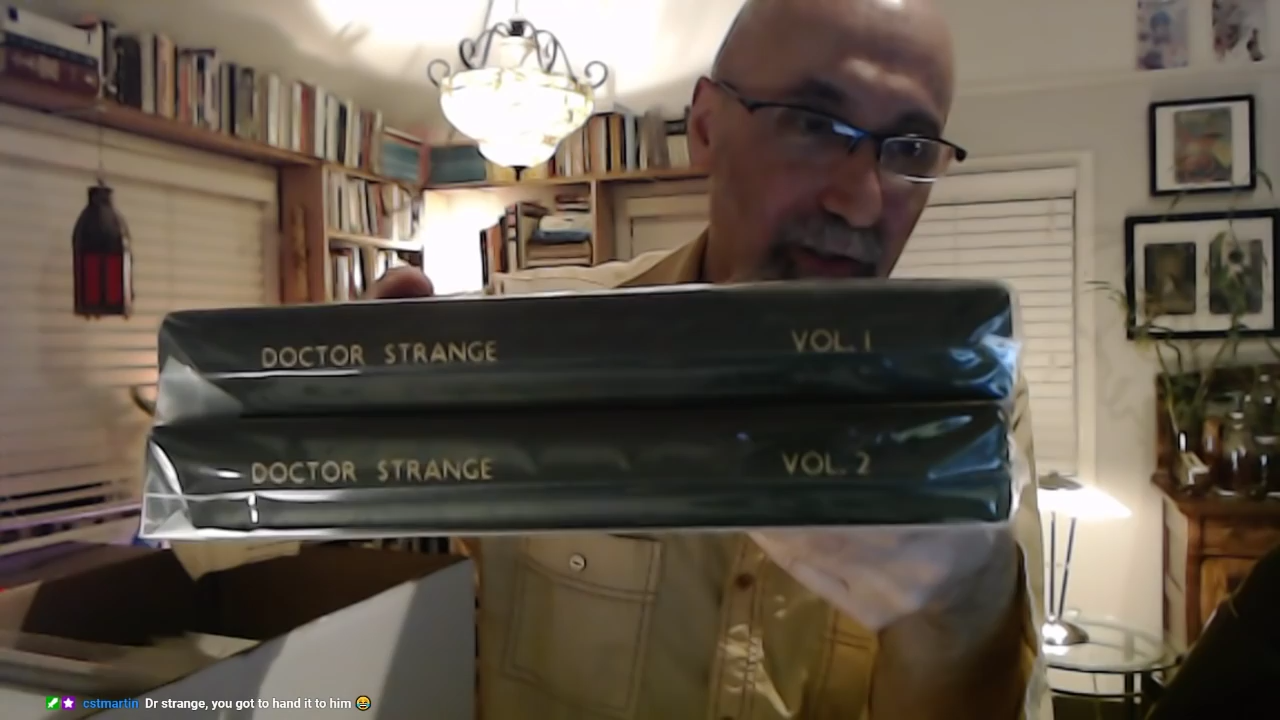 DOCTOR STRANGE VOL. 1
DOCTOR STRANGE VOL. 2
cstmartin Dr strange, you got to hand it to him 😂